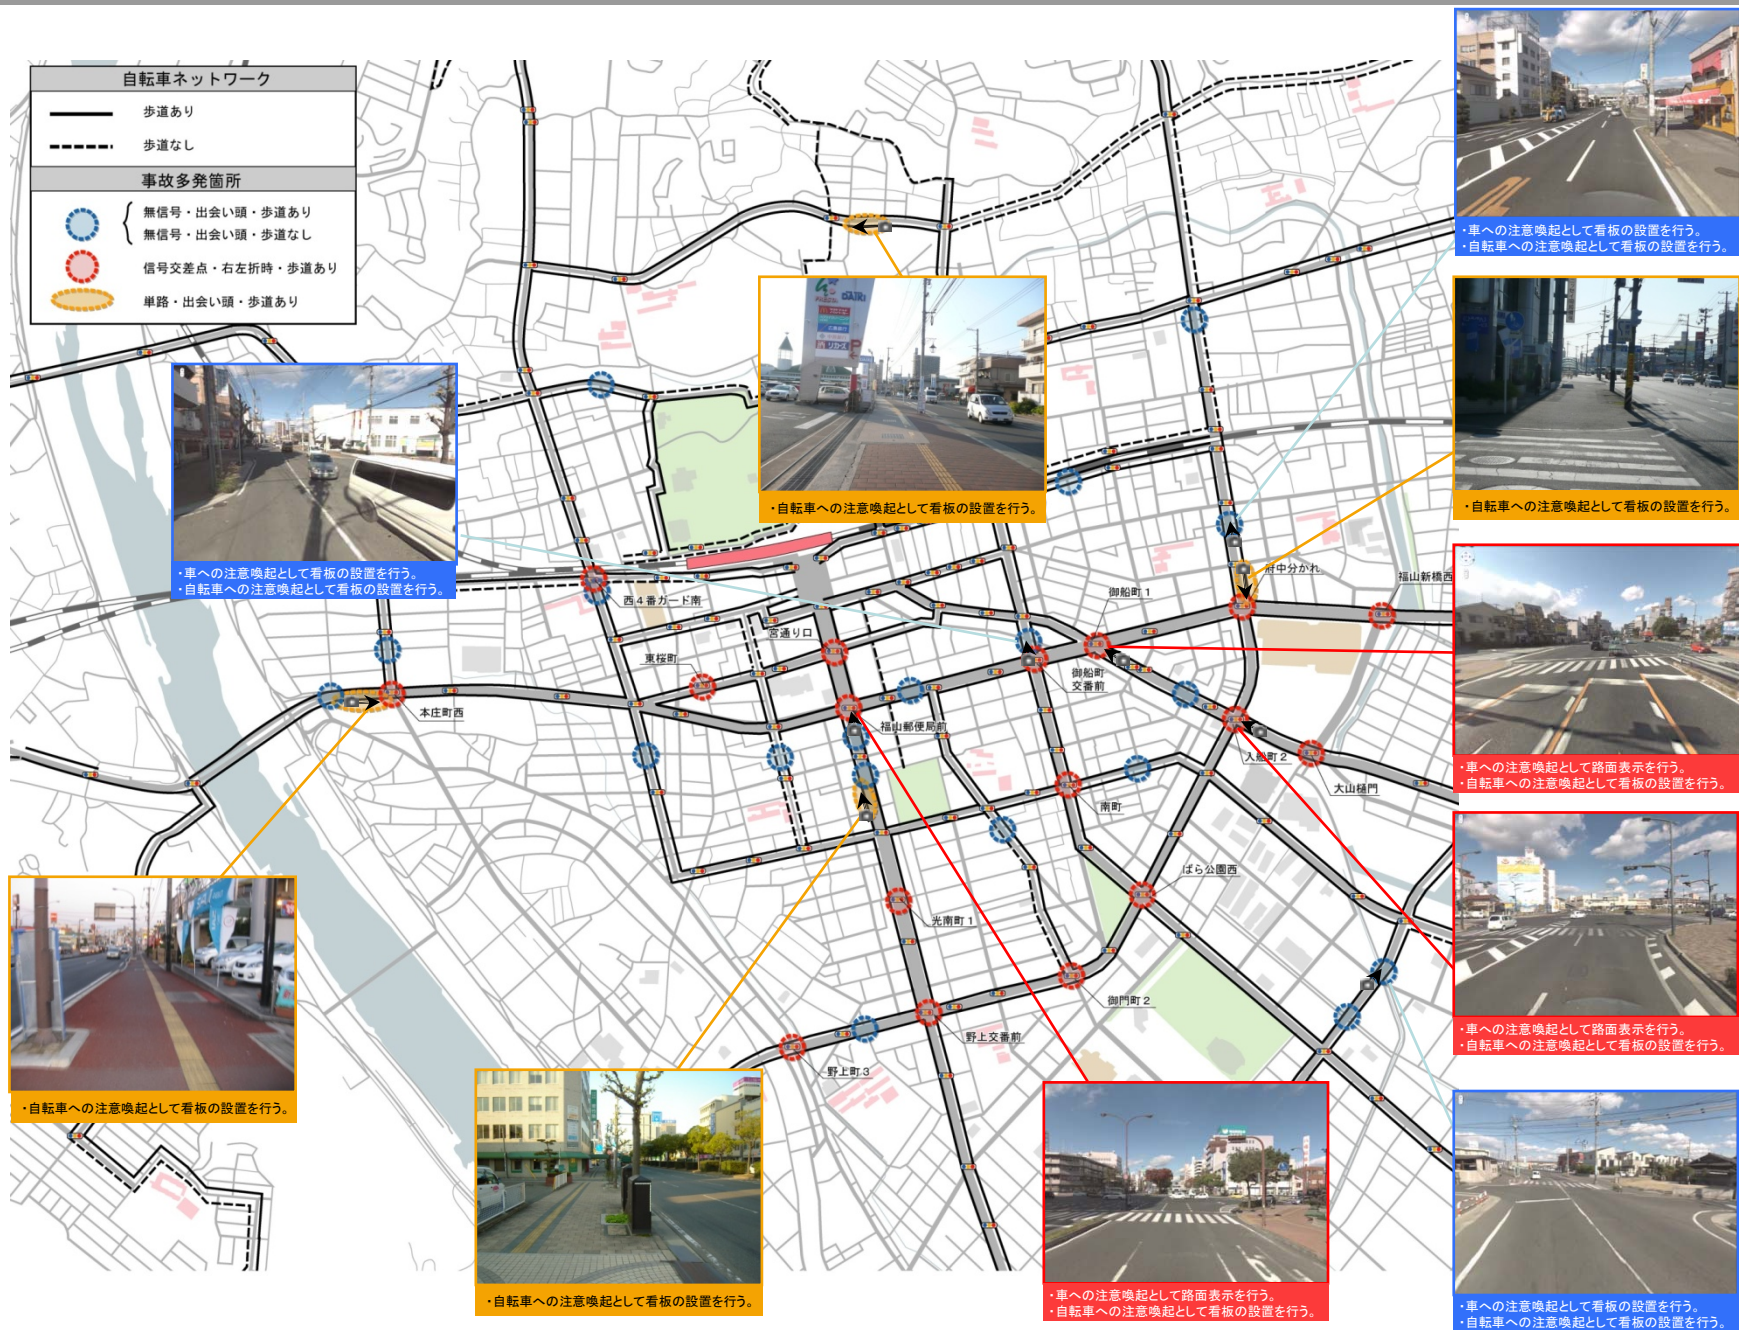 自転車ネットワーク
歩道あり
歩道なし
事故多発箇所
無信号・出会い頭・歩道あり
無信号・出会い頭・歩道なし
信号交差点・右左折時・歩道あり
単路・出会い頭・歩道あり
・車への注意喚起として看板の設置を行う。
・自転車への注意喚起として看板の設置を行う。
DAIKI
・自転車への注意喚起として看板の設置を行う。
・自転車への注意喚起として看板の設置を行う。
・車への注意喚起として看板の設置を行う。
・自転車への注意喚起として看板の設置を行う。
府中分かれ
福山新橋西
御船町1
西4番ガード南
宮通り口
東桜町
御船町
交番前
本庄町西
福山郵便局前
入船町2
大山樋門
南町
・車への注意喚起として路面表示を行う。
・自転車への注意喚起として看板の設置を行う。
ばら公園西
光南町1
御門町2
野上交番前
野上町3
・車への注意喚起として路面表示を行う。
・自転車への注意喚起として看板の設置を行う。
・自転車への注意喚起として看板の設置を行う。
・自転車への注意喚起として看板の設置を行う。
・車への注意喚起として路面表示を行う。
・自転車への注意喚起として看板の設置を行う。
・車への注意喚起として看板の設置を行う。
・自転車への注意喚起として看板の設置を行う。